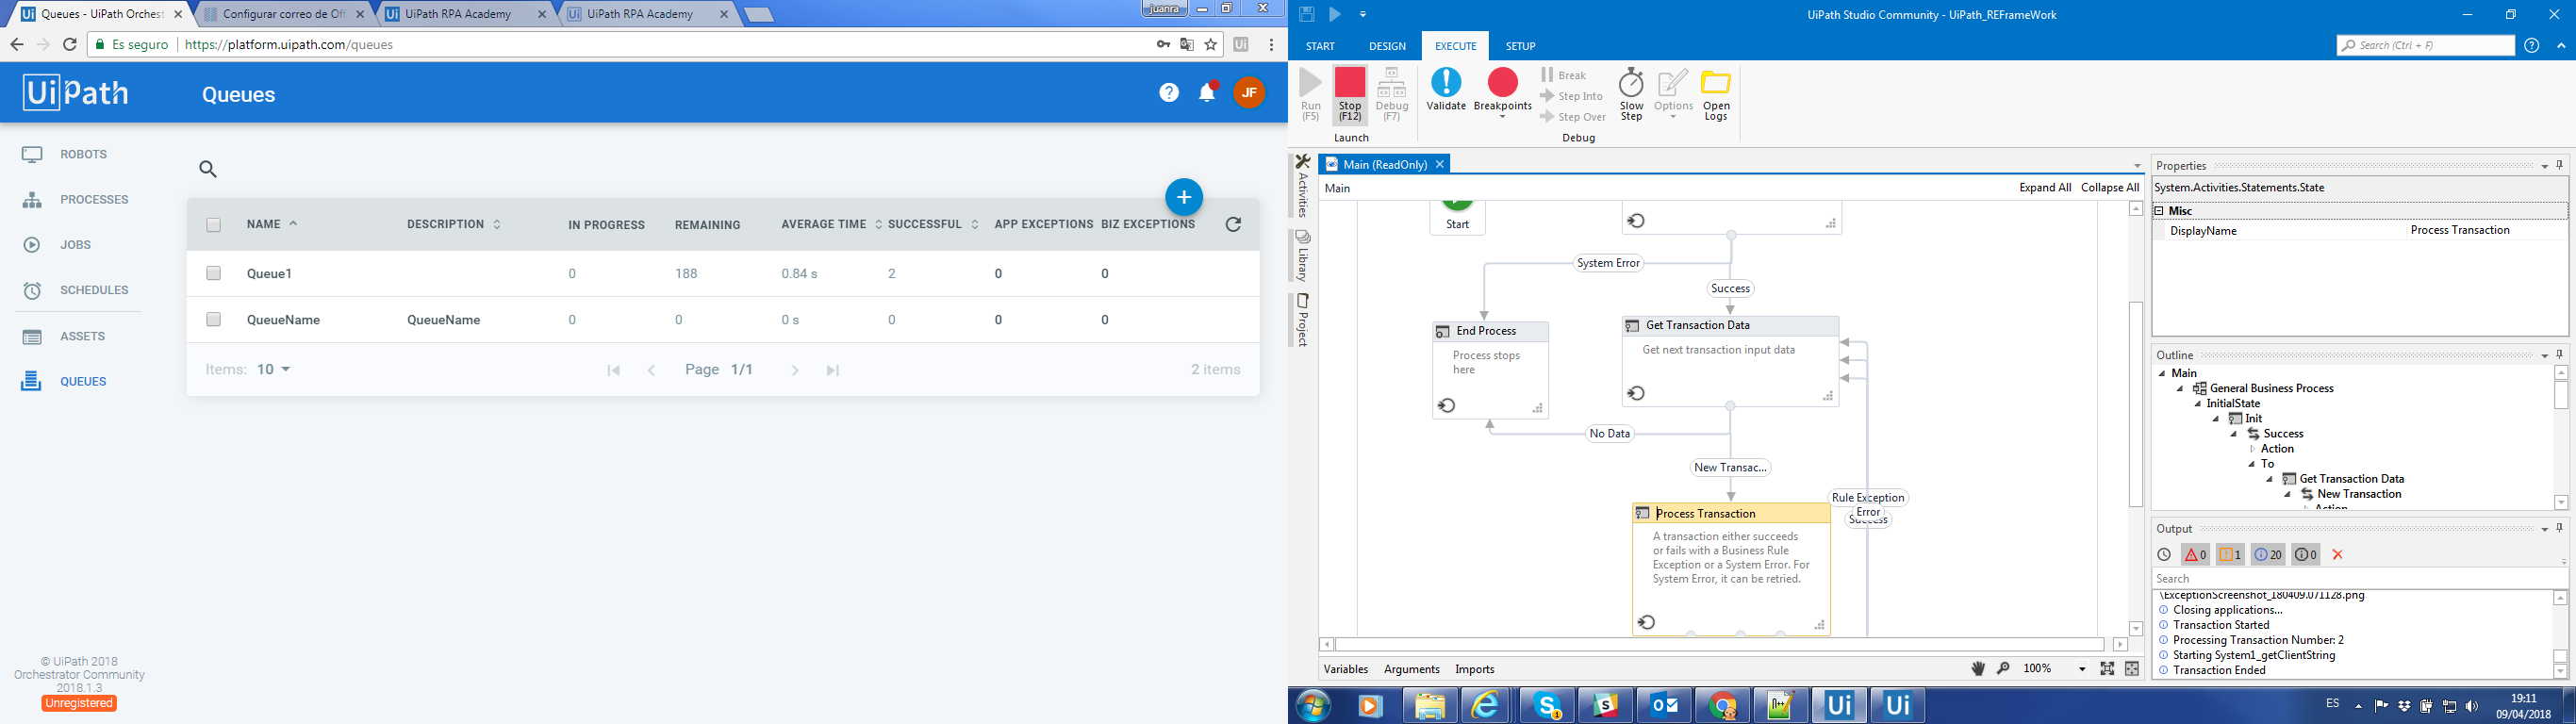 Queues - UiPath Orchest
Configurar correo de Off
UiPath RPA Academy
UiPath RPA Academy
juanra
Es seguro
https://platform.uipath.com/queues
UiPath
Queues
JF
ROBOTS
PROCESSES
JOBS
SCHEDULES
ASSETS
QUEUES
NAME DESCRIPTION IN PROGRESS REMAINING AVERAGE TIME SUCCESSFUL APP EXCEPTIONS BIZ EXCEPTIONS
Queue1 0 188 0.84 s 2 0 0
QueueName QueueName 0 0 0 s 0 0 0
Items: 10 Page 1/1 2 items
© UiPath 2018
Orchestrator Community
2018.1.3
Unregistered
UiPath Studio Community - UiPath_REFrameWork
START DESIGN EXECUTE SETUP
Search (Ctrl + F)
Run
(F5)
Stop
(F12)
Debug
(F7)
Launch
Validate
Breakpoints
Break
Step Into
Step Over
Slow
Step
Options
Open
Logs
Debug
Activities
Library
Project
Main (ReadOnly)
Main
Expand All Collapse All
Start
System Error
Success
End Process
Process stops
here
Get Transaction Data
Get next transaction input data
No Data
New Transac...
Process Transaction
A transaction either succeeds
or fails with a Business Rule
Exception or a System Error. For
System Error, it can be retried.
Rule Exception
Error
Success
Variables Arguments Imports
100%
Properties
System.Activities.Statements.State
Misc
DisplayName Process Transaction
Outline
Main
General Business Process
InitialState
Init
Success
Action
To
Get Transaction Data
New Transaction
Action
Output
0 1 20 0
Search
\ExceptionScreenshot_180409.071128.png
Closing applications...
Transaction Started
Processing Transaction Number: 2
Starting System1_getClientString
Transaction Ended
ES
19:11
09/04/2018